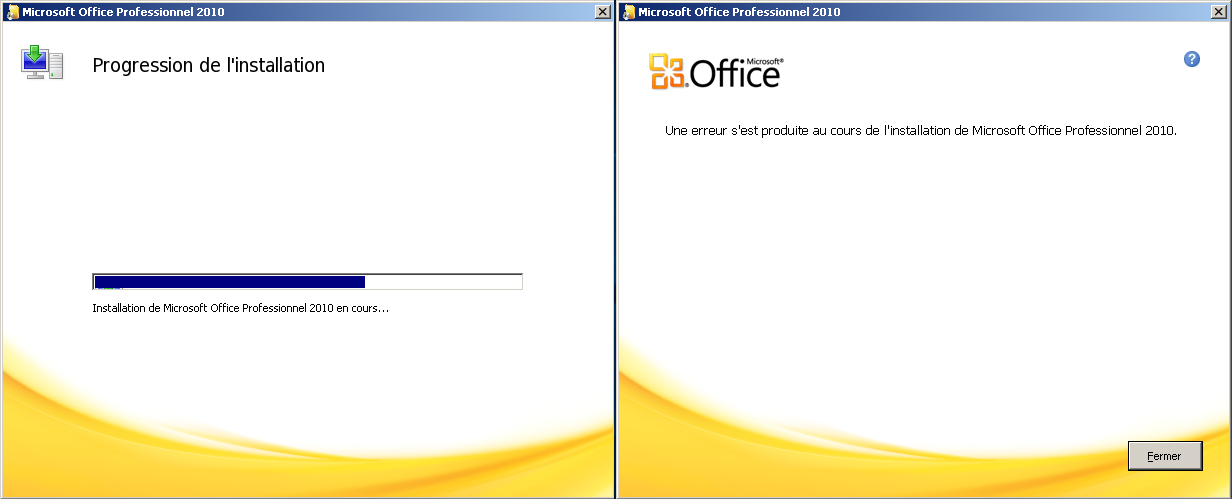 Microsoft Office Professionnel 2010
Progression de l'installation
Installation de Microsoft Office Professionnel 2010 en cours...
Microsoft Office Professionnel 2010
Microsoft®
Office
?
Une erreur s'est produite au cours de l'installation de Microsoft Office Professionnel 2010.
Fermer